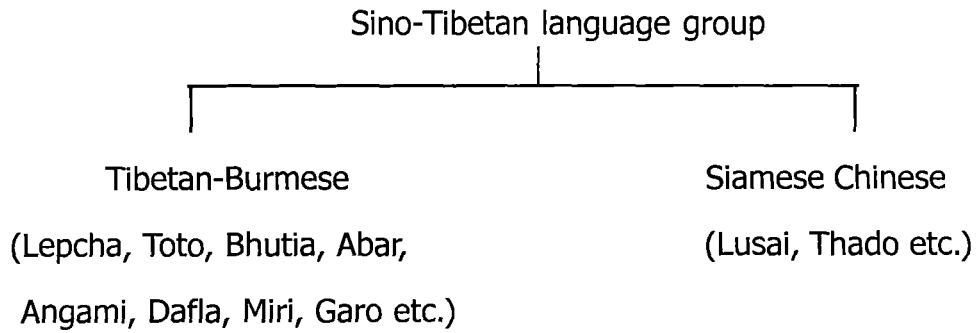 Sino-Tibetan language group
Tibetan-Burmese
(Lepcha, Toto, Bhutia, Abar,
Angami, Dafla, Miri, Garo etc.)
Siamese Chinese
(Lusai, Thado etc.)